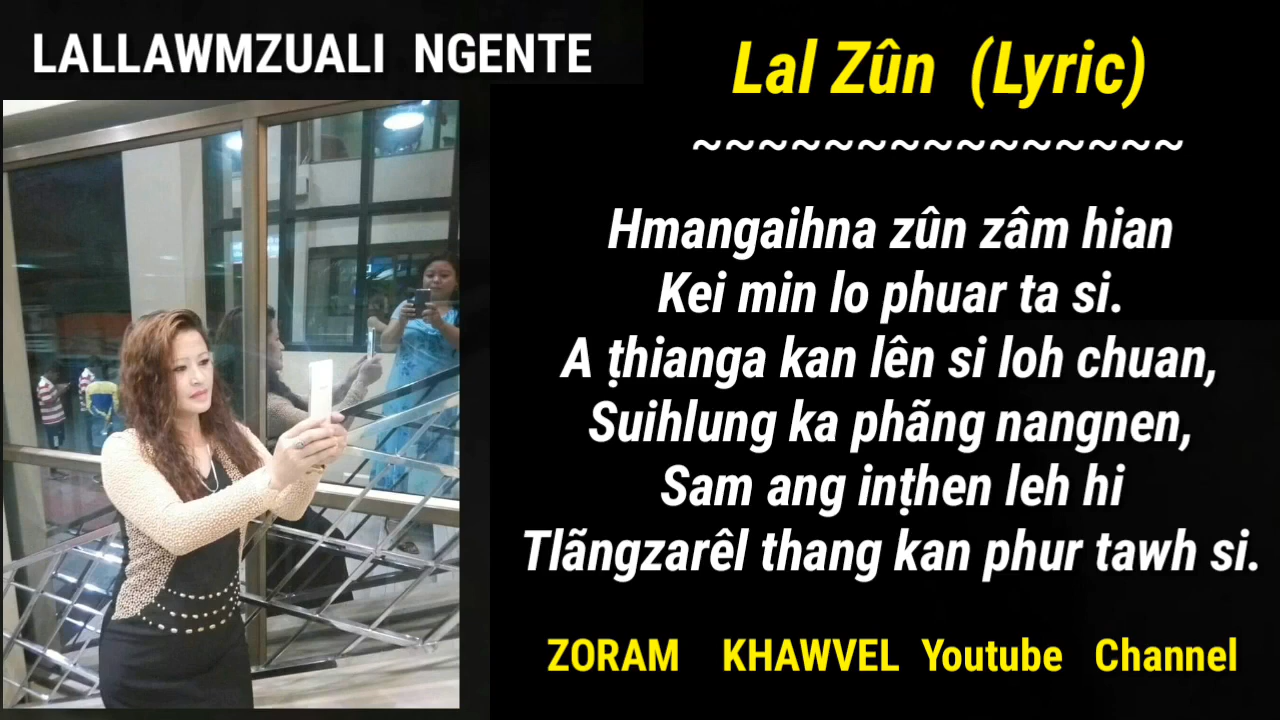 LALLAWMZUALI NGENTE
Lal Zûn (Lyric)
~~~~~~~~~~~~~~~
Hmangaihna zûn zâm hian
Kei min lo phuar ta si.
A ṭhianga kan lên si loh chuan,
Suihlung ka phãng nangnen,
Sam ang inṭhen leh hi
Tlãngzarêl thang kan phur tawh si.
ZORAM KHAWVEL Youtube Channel